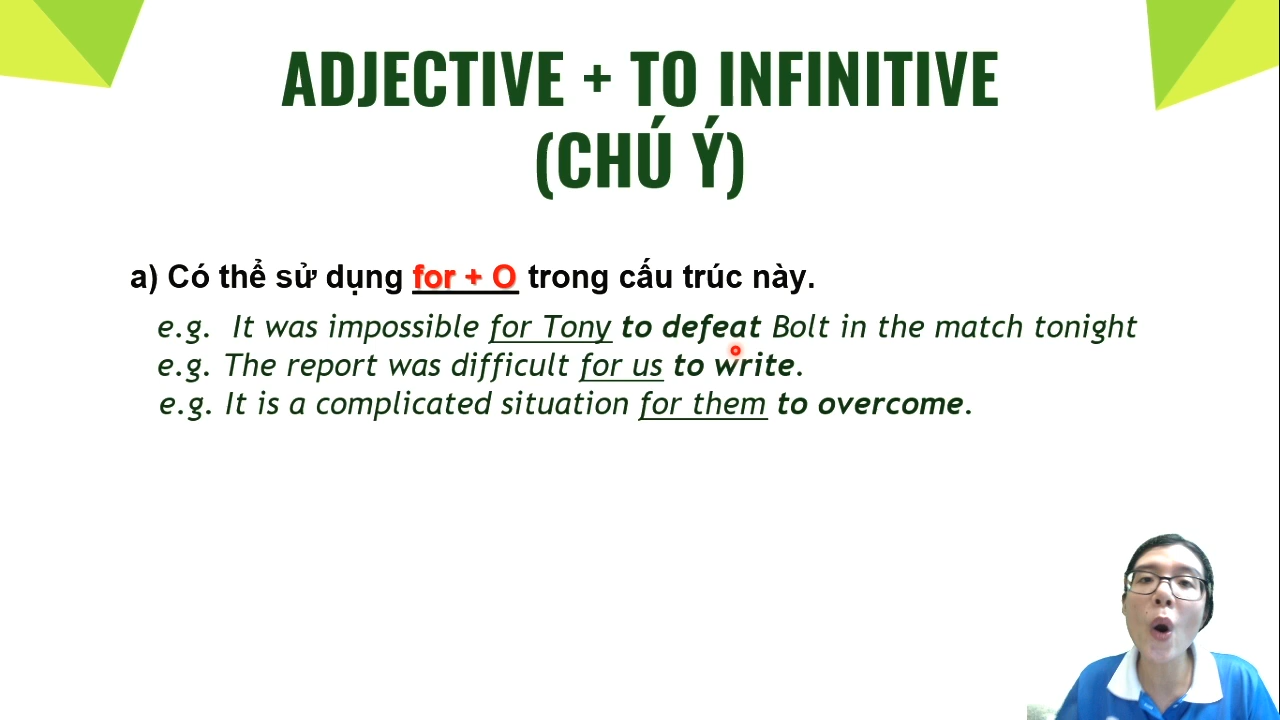 ADJECTIVE + TO INFINITIVE
(CHÚ Ý)
a) Có thể sử dụng for + O trong cấu trúc này.
e.g. It was impossible for Tony to defeat Bolt in the match tonight
e.g. The report was difficult for us to write.
e.g. It is a complicated situation for them to overcome.